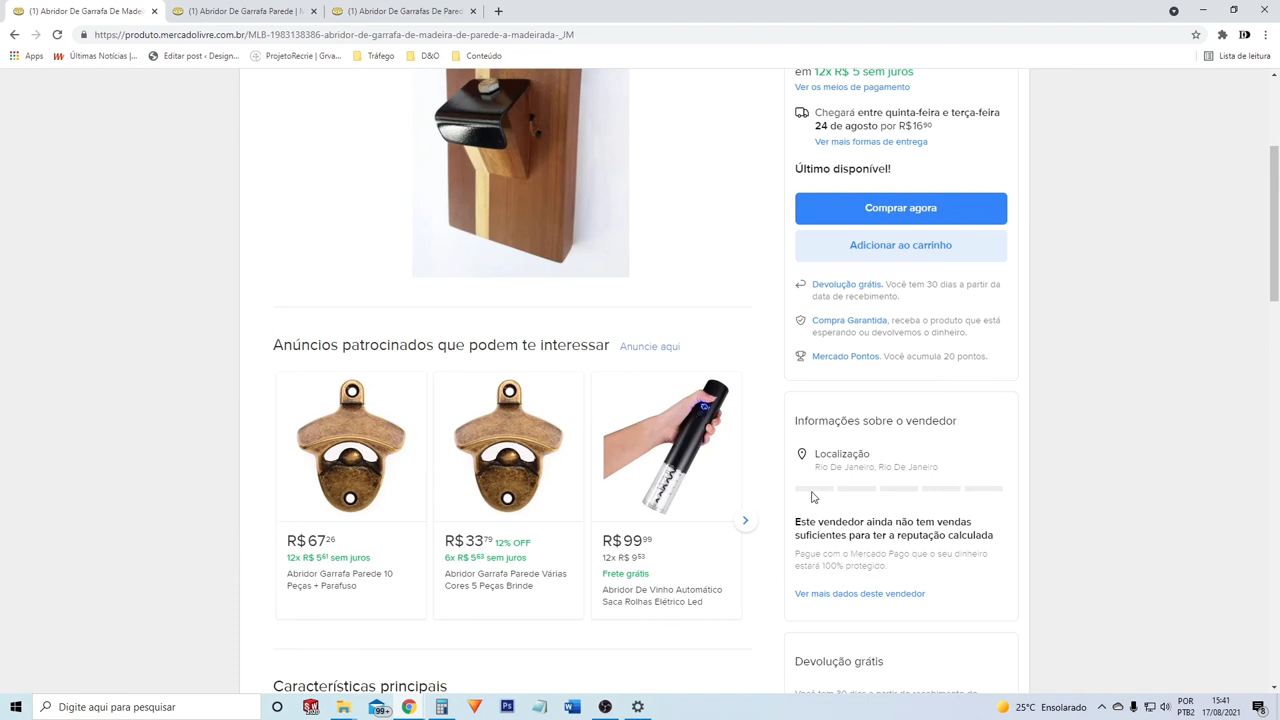 (1) Abridor De Garrafa De Mad
(1) Abridor De Garrafa Parede | M
(1) Abridor De Garrafa De Pared
https://produto.mercadolivre.com.br/MLB-1983138386-abridor-de-garrafa-de-madeira-de-parede-a-madeirada-_JM
Apps
Últimas Notícias |...
Editar post ‹ Design...
ProjetoRecrie | Grva...
Tráfego
D&O
Conteúdo
Lista de leitura
em 12x R$ 5 sem juros
Ver os meios de pagamento
Chegará entre quinta-feira e terça-feira
24 de agosto por R$ 16 90
Ver mais formas de entrega
Último disponível!
Comprar agora
Adicionar ao carrinho
Devolução grátis. Você tem 30 dias a partir da
data de recebimento.
Compra Garantida, receba o produto que está
esperando ou devolvemos o dinheiro.
Mercado Pontos. Você acumula 20 pontos.
Anúncios patrocinados que podem te interessar Anuncie aqui
R$ 67 26
12x R$ 5 61 sem juros
Abridor Garrafa Parede 10
Peças + Parafuso
R$ 33 79 12% OFF
6x R$ 5 63 sem juros
Abridor Garrafa Parede Várias
Cores 5 Peças Brinde
R$ 99 99
12x R$ 9 53
Frete grátis
Abridor De Vinho Automático
Saca Rolhas Elétrico Led
Informações sobre o vendedor
Localização
Rio De Janeiro, Rio De Janeiro
Este vendedor ainda não tem vendas
suficientes para ter a reputação calculada
Pague com o Mercado Pago que o seu dinheiro
estará 100% protegido.
Ver mais dados deste vendedor
Características principais
Devolução grátis
Digite aqui para pesquisar
99+
25°C Ensolarado
POR
PTB2
15:41
17/08/2021